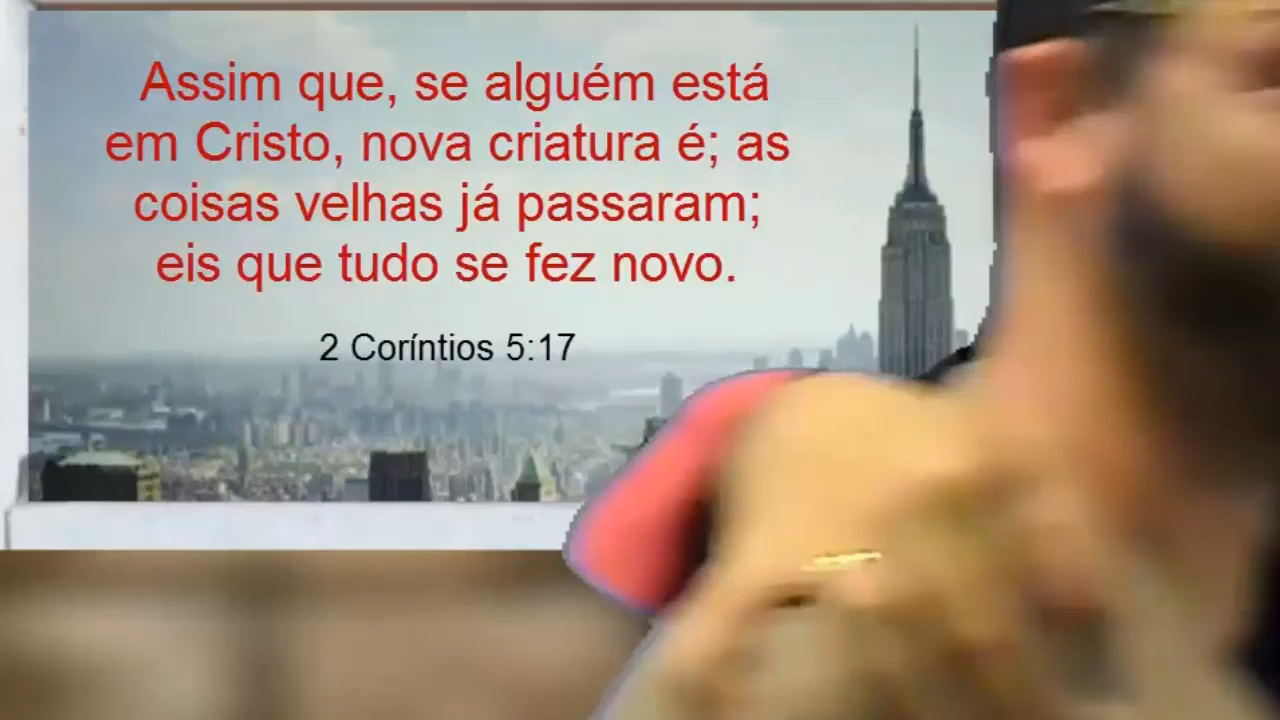 Assim que, se alguém está
em Cristo, nova criatura é; as
coisas velhas já passaram;
eis que tudo se fez novo.
2 Coríntios 5:17